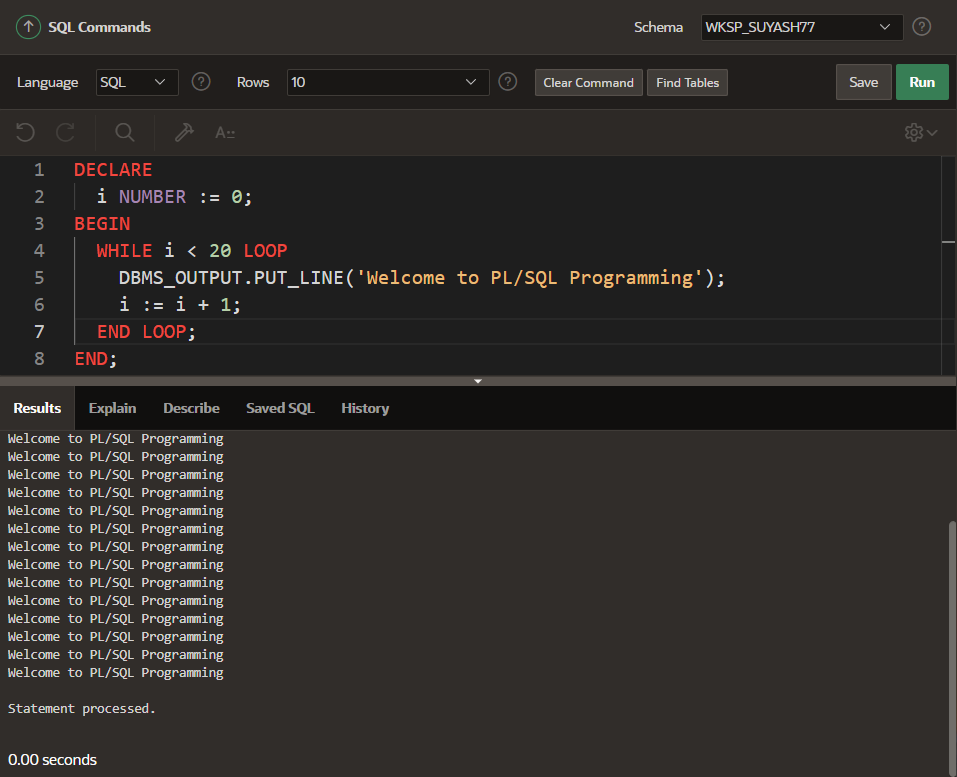 SQL Commands
Schema WKSP_SUYASH77 ?
Language SQL ? Rows 10 ? Clear Command Find Tables Save Run
A::
1 DECLARE
2 i NUMBER := 0;
3 BEGIN
4 WHILE i < 20 LOOP
5 DBMS_OUTPUT.PUT_LINE('Welcome to PL/SQL Programming');
6 i := i + 1;
7 END LOOP;
8 END;
Results Explain Describe Saved SQL History
Welcome to PL/SQL Programming
Welcome to PL/SQL Programming
Welcome to PL/SQL Programming
Welcome to PL/SQL Programming
Welcome to PL/SQL Programming
Welcome to PL/SQL Programming
Welcome to PL/SQL Programming
Welcome to PL/SQL Programming
Welcome to PL/SQL Programming
Welcome to PL/SQL Programming
Welcome to PL/SQL Programming
Welcome to PL/SQL Programming
Welcome to PL/SQL Programming
Welcome to PL/SQL Programming
Statement processed.
0.00 seconds